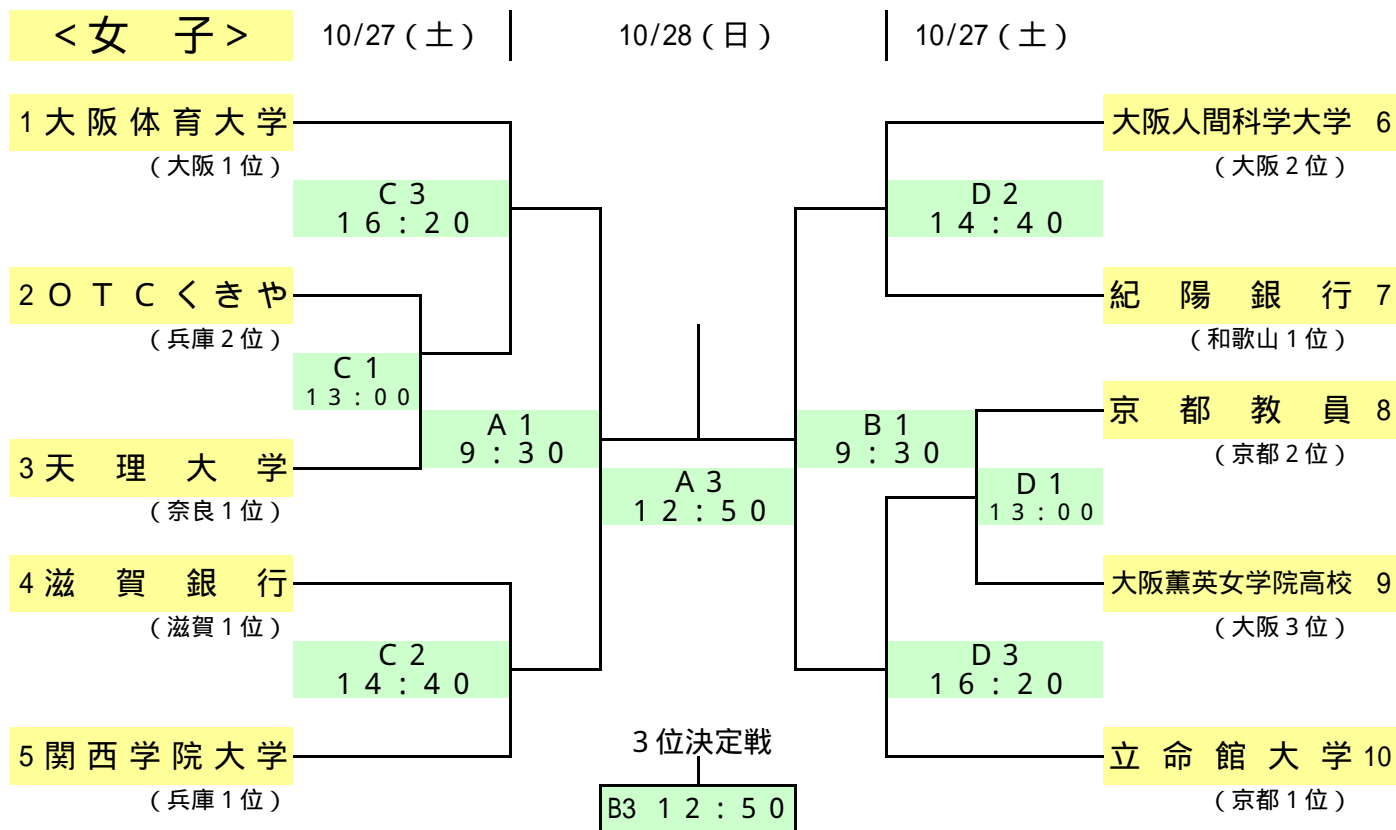 <女 子> 10/27(土) 10/28(日) 10/27(土)
1 大阪体育大学
(大阪1位)
C3
16:20
2 OTCくきや
(兵庫2位)
C1
13:00
3 天理大学
(奈良1位)
A1
9:30
4 滋賀銀行
(滋賀1位)
C2
14:40
5 関西学院大学
(兵庫1位)
A3
12:50
3位決定戦
B3 12:50
大阪人間科学大学 6
(大阪2位)
D2
14:40
紀陽銀行 7
(和歌山1位)
B1
9:30
京都教員 8
(京都2位)
D1
13:00
大阪薫英女学院高校 9
(大阪3位)
D3
16:20
立命館大学 10
(京都1位)